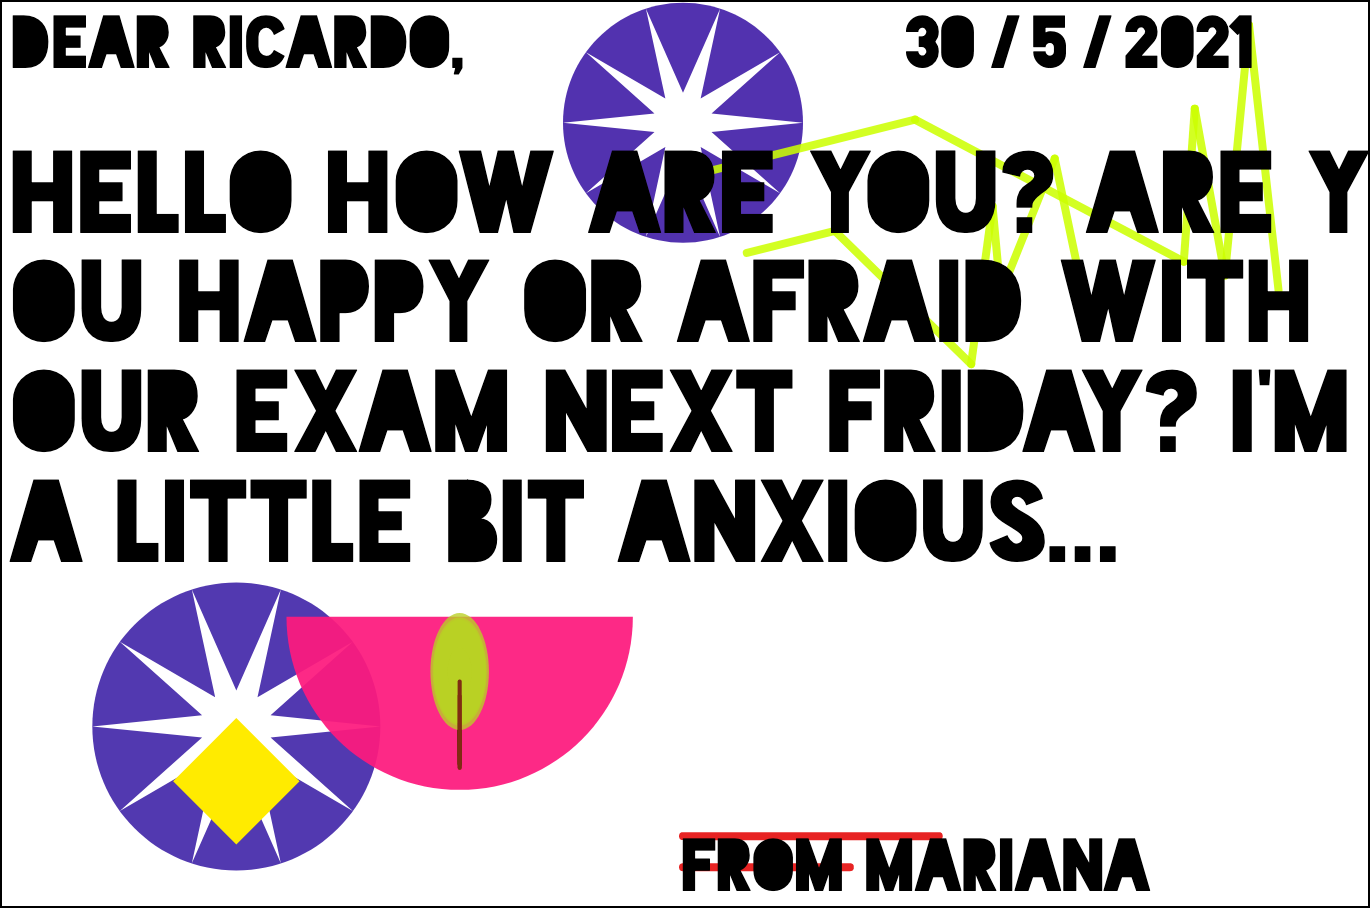 DEAR RICARDO,
30 / 5 / 2021
HELLO HOW ARE YOU? ARE Y
OU HAPPY OR AFRAID WITH
OUR EXAM NEXT FRIDAY? I'M
A LITTLE BIT ANXIOUS...
FROM MARIANA